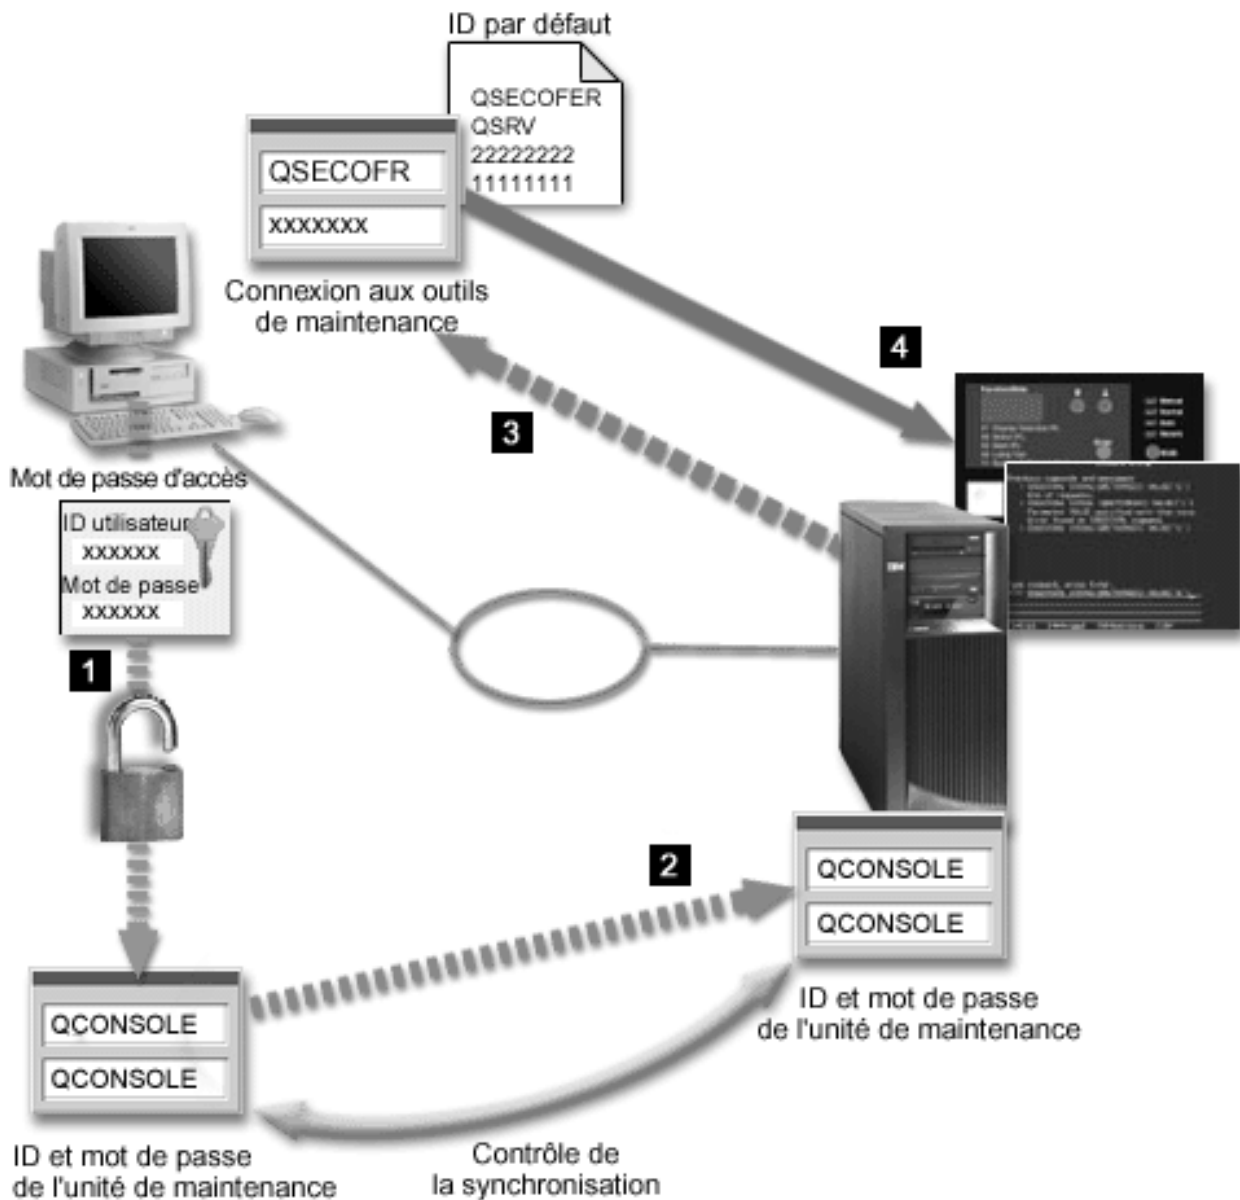 ID par défaut
QSECOFER
QSRV
22222222
11111111
QSECOFR
xxxxxxx
Connexion aux outils
de maintenance
4
3
Mot de passe d'accès
ID utilisateur
xxxxxx
Mot de passe
xxxxxx
1
IBM
2
QCONSOLE
QCONSOLE
ID et mot de passe
de l'unité de maintenance
QCONSOLE
QCONSOLE
ID et mot de passe
de l'unité de maintenance
Contrôle de
la synchronisation